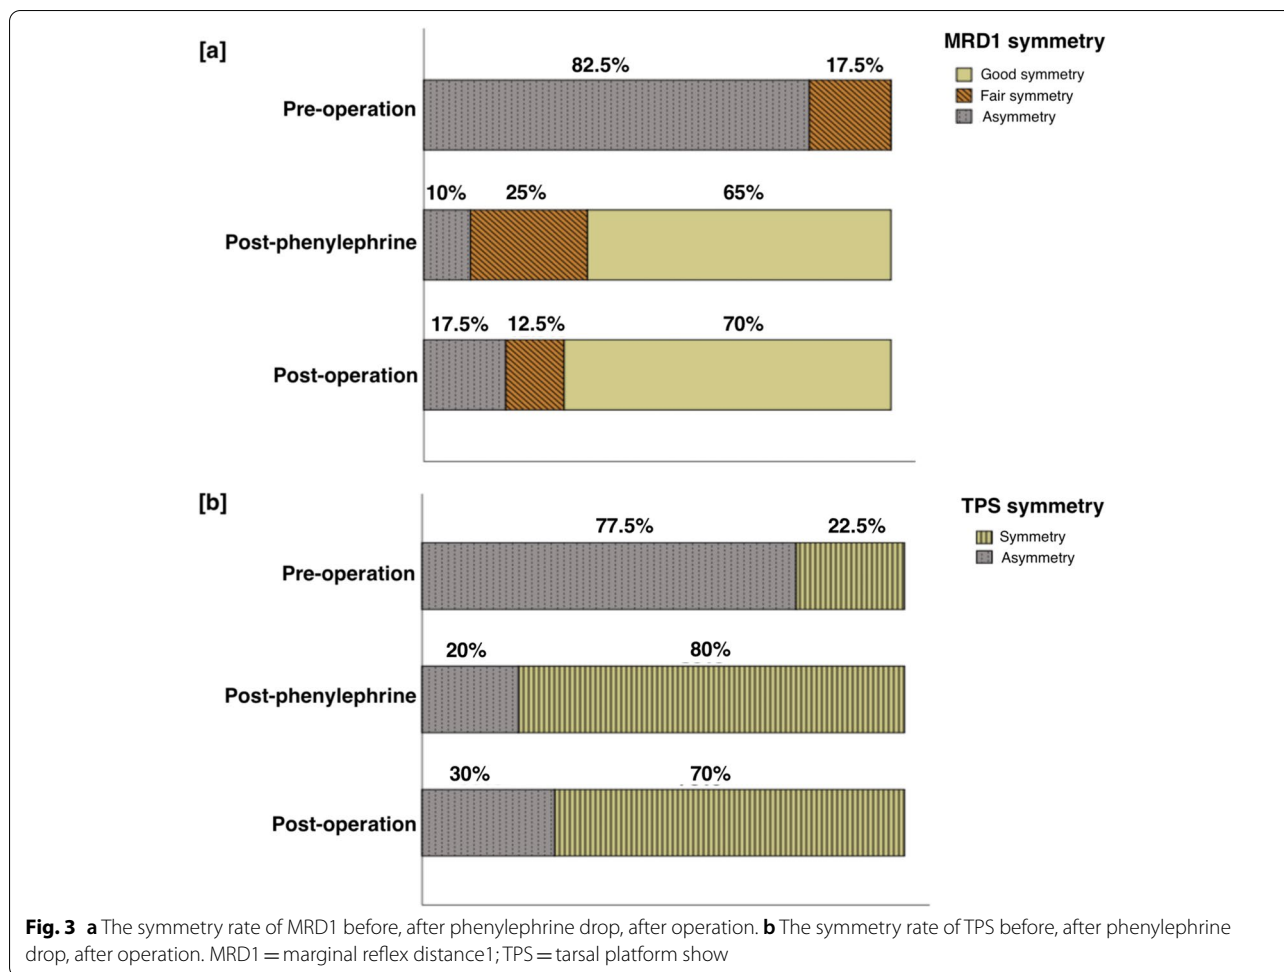 [a]
MRD1 symmetry
Good symmetry
Fair symmetry
Asymmetry
82.5% 17.5%
Pre-operation
10% 25% 65%
Post-phenylephrine
17.5% 12.5% 70%
Post-operation
[b]
TPS symmetry
Symmetry
Asymmetry
77.5% 22.5%
Pre-operation
20% 80%
Post-phenylephrine
30% 70%
Post-operation
Fig. 3 a The symmetry rate of MRD1 before, after phenylephrine drop, after operation. b The symmetry rate of TPS before, after phenylephrine
drop, after operation. MRD1 = marginal reflex distance1; TPS = tarsal platform show